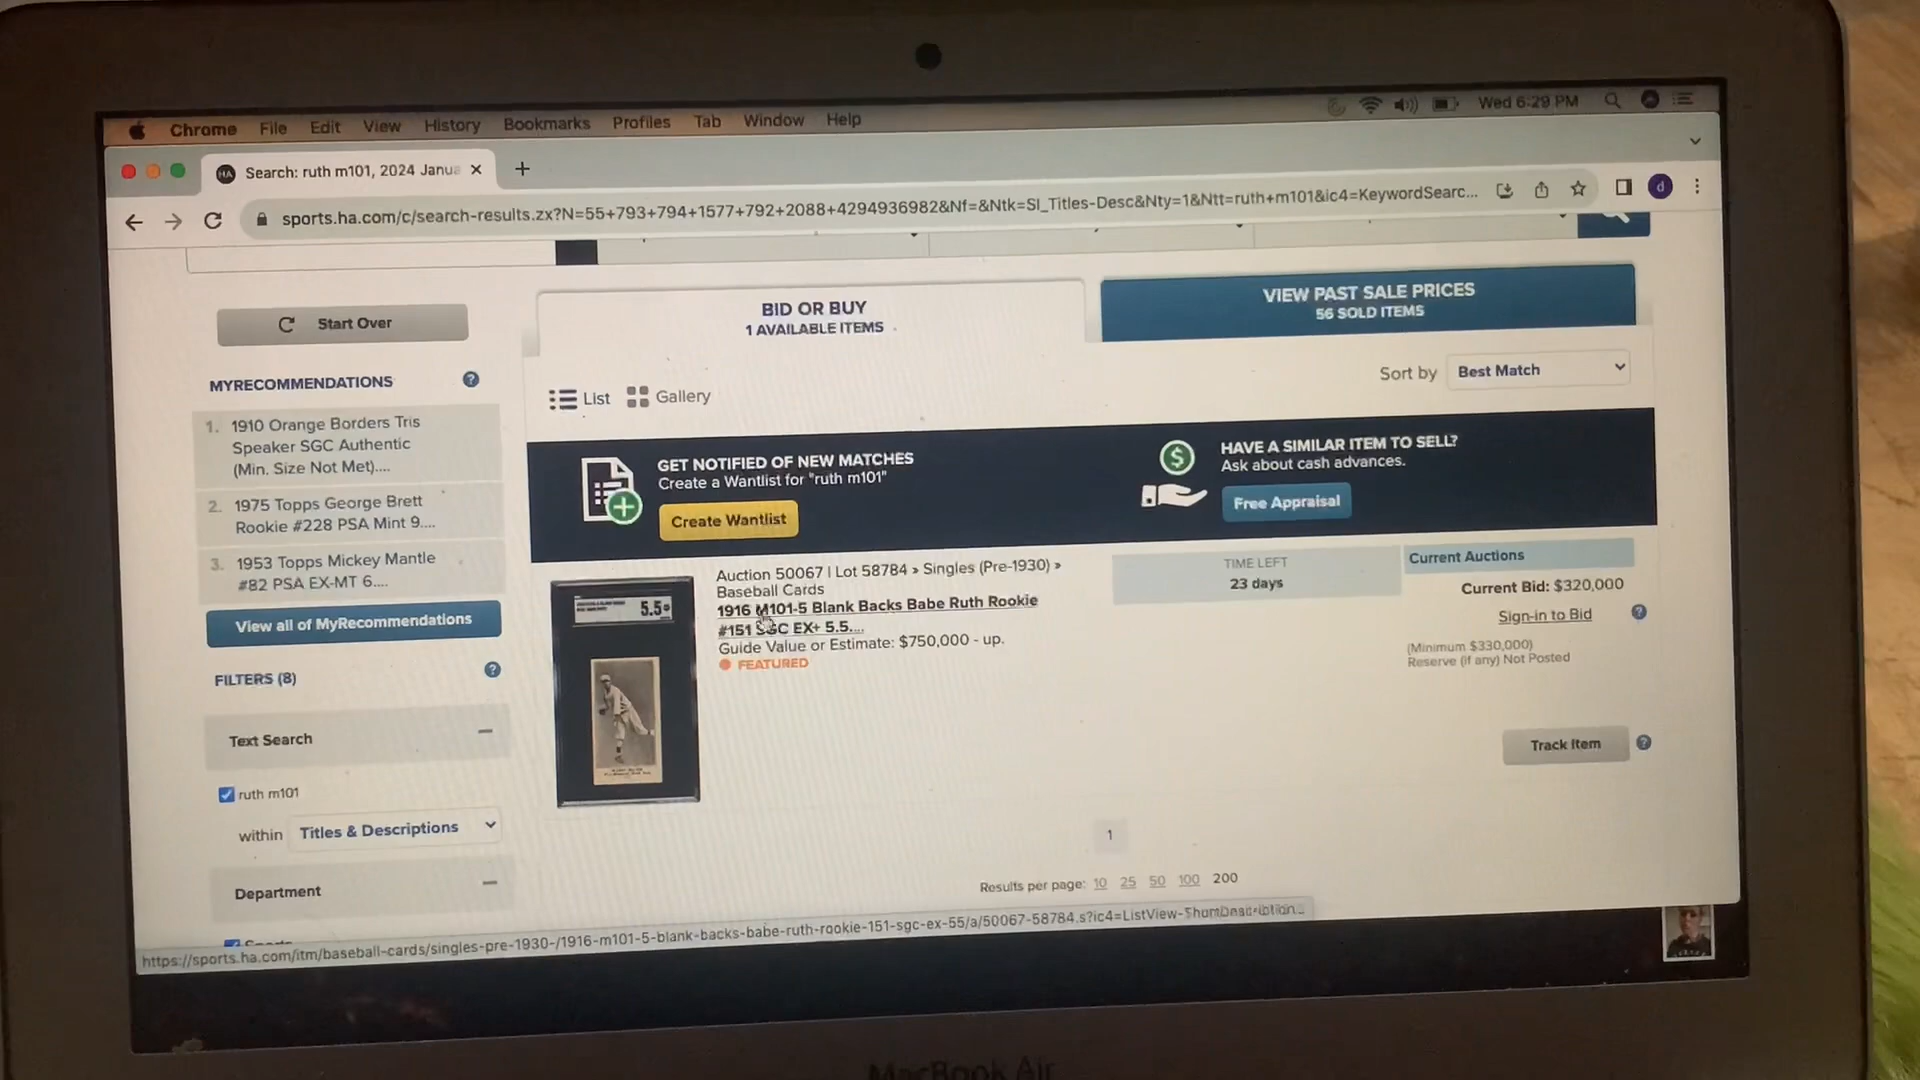 Chrome File Edit View History Bookmarks Profiles Tab Window Help
Wed 6:29 PM
HA Search: ruth m101, 2024 Janua
sports.ha.com/c/search-results.zx?N=55+793+794+1577+792+2088+4294936982&Nf=&Ntk=SI_Titles-Desc&Nty=1&Ntt=ruth+m101&ic4=KeywordSearc...
d
Start Over
BID OR BUY
1 AVAILABLE ITEMS
VIEW PAST SALE PRICES
56 SOLD ITEMS
MYRECOMMENDATIONS
1. 1910 Orange Borders Tris
Speaker SGC Authentic
(Min. Size Not Met)....
2. 1975 Topps George Brett
Rookie #228 PSA Mint 9....
3. 1953 Topps Mickey Mantle
#82 PSA EX-MT 6....
View all of MyRecommendations
FILTERS (8)
Text Search
ruth m101
within Titles & Descriptions
Department
List Gallery
Sort by Best Match
GET NOTIFIED OF NEW MATCHES
Create a Wantlist for "ruth m101"
Create Wantlist
HAVE A SIMILAR ITEM TO SELL?
Ask about cash advances.
Free Appraisal
5.5
Auction 50067 | Lot 58784 » Singles (Pre-1930) »
Baseball Cards
1916 M101-5 Blank Backs Babe Ruth Rookie
#151 SGC EX+ 5.5....
Guide Value or Estimate: $750,000 - up.
FEATURED
TIME LEFT
23 days
Current Auctions
Current Bid: $320,000
Sign-in to Bid
(Minimum $330,000)
Reserve (if any) Not Posted
Track Item
1
Results per page: 10 25 50 100 200
https://sports.ha.com/itm/baseball-cards/singles-pre-1930-/1916-m101-5-blank-backs-babe-ruth-rookie-151-sgc-ex-55/a/50067-58784.s?ic4=ListView-ShortDescription...
MacBook Air